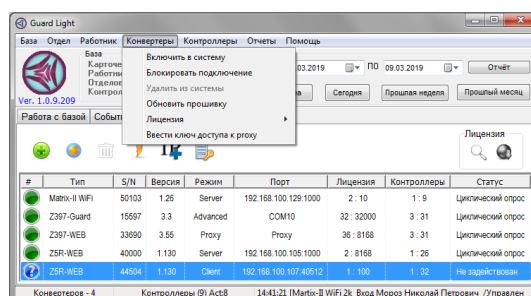 Guard Light
База Отдел Работник Конвертеры Контроллеры Отчеты Помощь
База
Включить в систему
Блокировать подключение
Удалить из системы
Обновить прошивку
Лицензия
Ввести ключ доступа к proxy
03.2019 ПО 09.03.2019 Отчёт
Сегодня Прошлая неделя Прошлый месяц
Ver. 1.0.9.209
Работа с базой
Лицензия
# Тип S/N Версия Режим Порт Лицензия Контроллеры Статус
Matrix-II WiFi 50103 1.26 Server 192.168.100.129:1000 2 : 10 1 : 9 Циклический опрос
Z397-Guard 15597 3.3 Advanced COM10 32 : 32000 3 : 31 Циклический опрос
Z397-WEB 33690 3.55 Proxy Proxy 36 : 8168 3 : 31 Циклический опрос
Z5R-WEB 40000 1.130 Server 192.168.100.105:1000 2 : 8168 1 : 26 Циклический опрос
Z5R-WEB 44504 1.130 Client 192.168.100.107:40512 1 : 100 1 : 32 Не задействован
Конвертеров - 4 Контроллеры (9) Act:8 14:41:21 [Martix-II WiFi 2k Вход Мороз Николай Петрович /Управлен